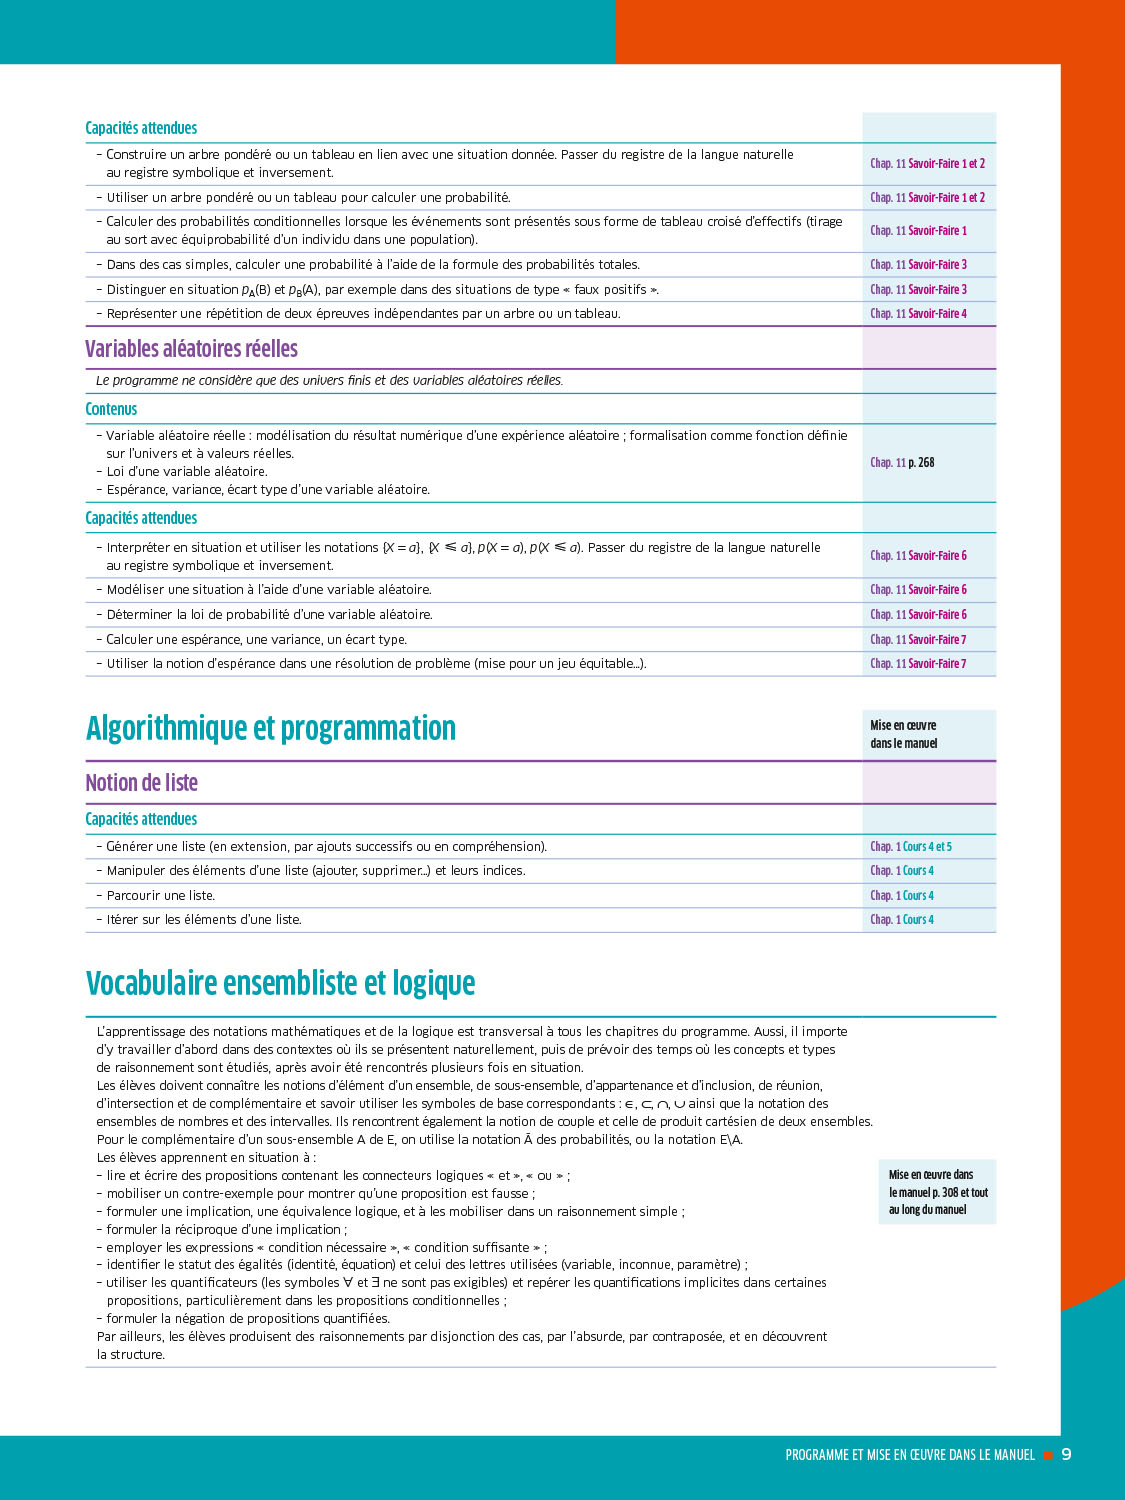 Capacités attendues
– Construire un arbre pondéré ou un tableau en lien avec une situation donnée. Passer du registre de la langue naturelle
au registre symbolique et inversement.
Chap. 11 Savoir-Faire 1 et 2
– Utiliser un arbre pondéré ou un tableau pour calculer une probabilité.
Chap. 11 Savoir-Faire 1 et 2
– Calculer des probabilités conditionnelles lorsque les événements sont présentés sous forme de tableau croisé d'effectifs (tirage
au sort avec équiprobabilité d'un individu dans une population).
Chap. 11 Savoir-Faire 1
– Dans des cas simples, calculer une probabilité à l'aide de la formule des probabilités totales.
Chap. 11 Savoir-Faire 3
– Distinguer en situation pA(B) et pB(A), par exemple dans des situations de type « faux positifs ».
Chap. 11 Savoir-Faire 3
– Représenter une répétition de deux épreuves indépendantes par un arbre ou un tableau.
Chap. 11 Savoir-Faire 4
Variables aléatoires réelles
Le programme ne considère que des univers finis et des variables aléatoires réelles.
Contenus
– Variable aléatoire réelle : modélisation du résultat numérique d'une expérience aléatoire ; formalisation comme fonction définie
sur l'univers et à valeurs réelles.
– Loi d'une variable aléatoire.
– Espérance, variance, écart type d'une variable aléatoire.
Chap. 11 p. 268
Capacités attendues
– Interpréter en situation et utiliser les notations {X = a}, {X ⩽ a}, p(X = a), p(X ⩽ a). Passer du registre de la langue naturelle
au registre symbolique et inversement.
Chap. 11 Savoir-Faire 6
– Modéliser une situation à l'aide d'une variable aléatoire.
Chap. 11 Savoir-Faire 6
– Déterminer la loi de probabilité d'une variable aléatoire.
Chap. 11 Savoir-Faire 6
– Calculer une espérance, une variance, un écart type.
Chap. 11 Savoir-Faire 7
– Utiliser la notion d'espérance dans une résolution de problème (mise pour un jeu équitable…).
Chap. 11 Savoir-Faire 7
Algorithmique et programmation
Mise en œuvre
dans le manuel
Notion de liste
Capacités attendues
– Générer une liste (en extension, par ajouts successifs ou en compréhension).
Chap. 1 Cours 4 et 5
– Manipuler des éléments d'une liste (ajouter, supprimer…) et leurs indices.
Chap. 1 Cours 4
– Parcourir une liste.
Chap. 1 Cours 4
– Itérer sur les éléments d'une liste.
Chap. 1 Cours 4
Vocabulaire ensembliste et logique
L'apprentissage des notations mathématiques et de la logique est transversal à tous les chapitres du programme. Aussi, il importe
d'y travailler d'abord dans des contextes où ils se présentent naturellement, puis de prévoir des temps où les concepts et types
de raisonnement sont étudiés, après avoir été rencontrés plusieurs fois en situation.
Les élèves doivent connaître les notions d'élément d'un ensemble, de sous-ensemble, d'appartenance et d'inclusion, de réunion,
d'intersection et de complémentaire et savoir utiliser les symboles de base correspondants : ∈, ⊂, ∩, ∪ ainsi que la notation des
ensembles de nombres et des intervalles. Ils rencontrent également la notion de couple et celle de produit cartésien de deux ensembles.
Pour le complémentaire d'un sous-ensemble A de E, on utilise la notation Ā des probabilités, ou la notation E\A.
Les élèves apprennent en situation à :
– lire et écrire des propositions contenant les connecteurs logiques « et », « ou » ;
– mobiliser un contre-exemple pour montrer qu'une proposition est fausse ;
– formuler une implication, une équivalence logique, et à les mobiliser dans un raisonnement simple ;
– formuler la réciproque d'une implication ;
– employer les expressions « condition nécessaire », « condition suffisante » ;
– identifier le statut des égalités (identité, équation) et celui des lettres utilisées (variable, inconnue, paramètre) ;
– utiliser les quantificateurs (les symboles ∀ et ∃ ne sont pas exigibles) et repérer les quantifications implicites dans certaines
propositions, particulièrement dans les propositions conditionnelles ;
– formuler la négation de propositions quantifiées.
Par ailleurs, les élèves produisent des raisonnements par disjonction des cas, par l'absurde, par contraposée, et en découvrent
la structure.
Mise en œuvre dans
le manuel p. 308 et tout
au long du manuel
PROGRAMME ET MISE EN ŒUVRE DANS LE MANUEL ■ 9